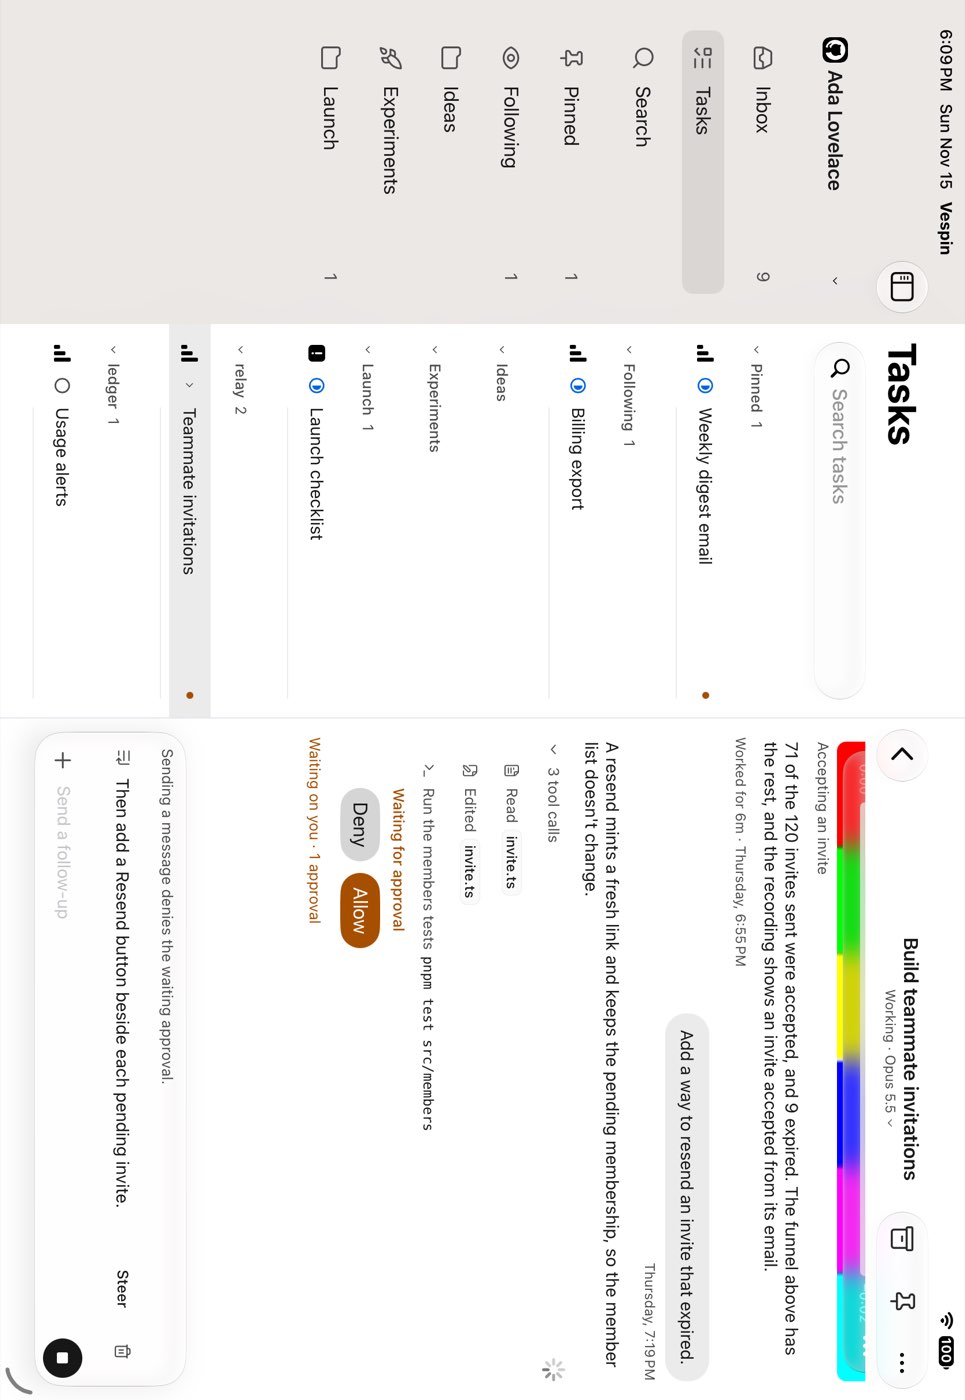 6:09 PM Sun Nov 15 Vespin
100
Ada Lovelace
Inbox 9
Tasks
Search
Pinned 1
Following 1
Ideas
Experiments
Launch 1
Tasks
Search tasks
Pinned 1
Weekly digest email
Following 1
Billing export
Ideas
Experiments
Launch 1
Launch checklist
relay 2
Teammate invitations
ledger 1
Usage alerts
Build teammate invitations
Working · Opus 5.5
0:00 -0:02
Accepting an invite
71 of the 120 invites sent were accepted, and 9 expired. The funnel above has
the rest, and the recording shows an invite accepted from its email.
Worked for 6m · Thursday, 6:55 PM
Add a way to resend an invite that expired.
Thursday, 7:19 PM
A resend mints a fresh link and keeps the pending membership, so the member
list doesn't change.
3 tool calls
Read invite.ts
Edited invite.ts
Run the members tests pnpm test src/members
Waiting for approval
Deny Allow
Waiting on you · 1 approval
Sending a message denies the waiting approval.
Then add a Resend button beside each pending invite. Steer
Send a follow-up